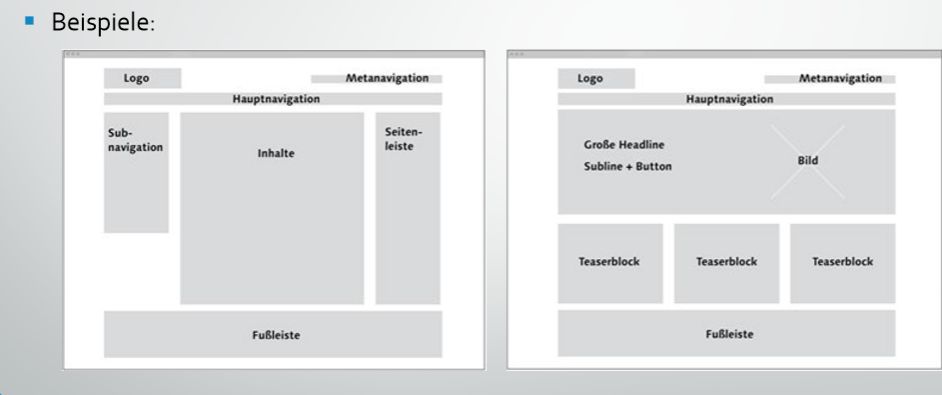 Beispiele:
Logo
Metanavigation
Hauptnavigation
Sub-
navigation
Inhalte
Seiten-
leiste
Fußleiste
Logo
Metanavigation
Hauptnavigation
Große Headline
Subline + Button
Bild
Teaserblock
Teaserblock
Teaserblock
Fußleiste